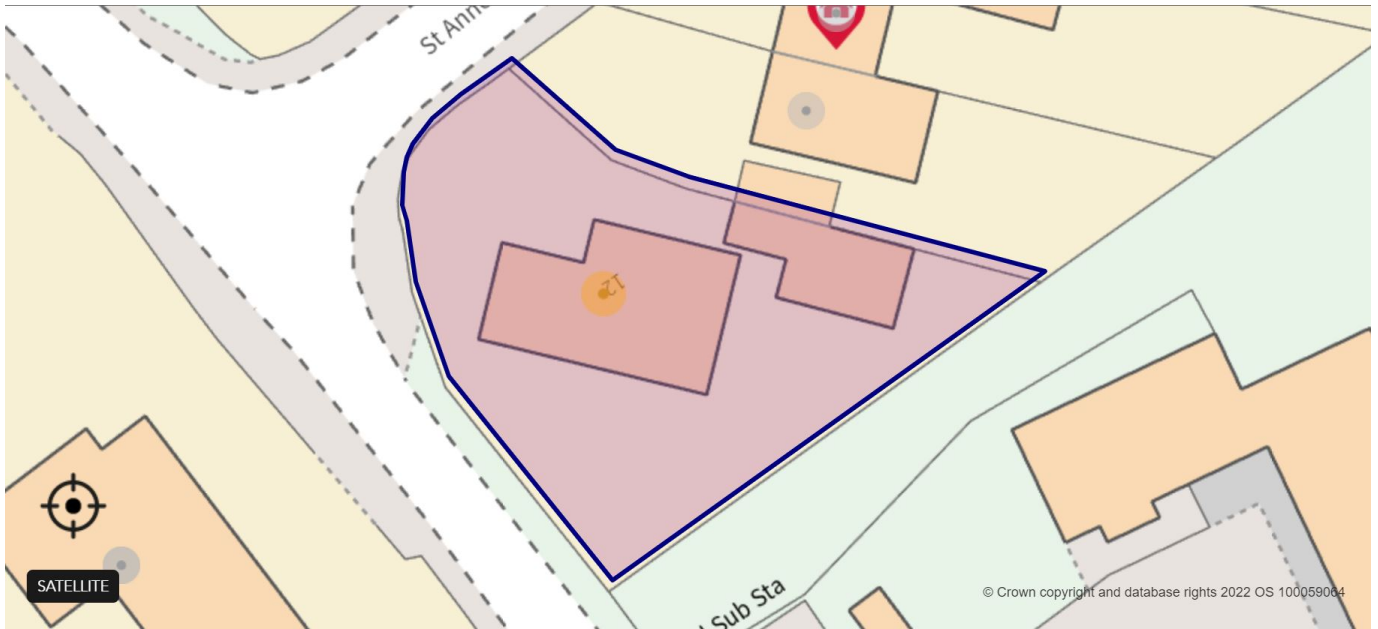 St Ann
12
SATELLITE
Sub Sta
© Crown copyright and database rights 2022 OS 100059064